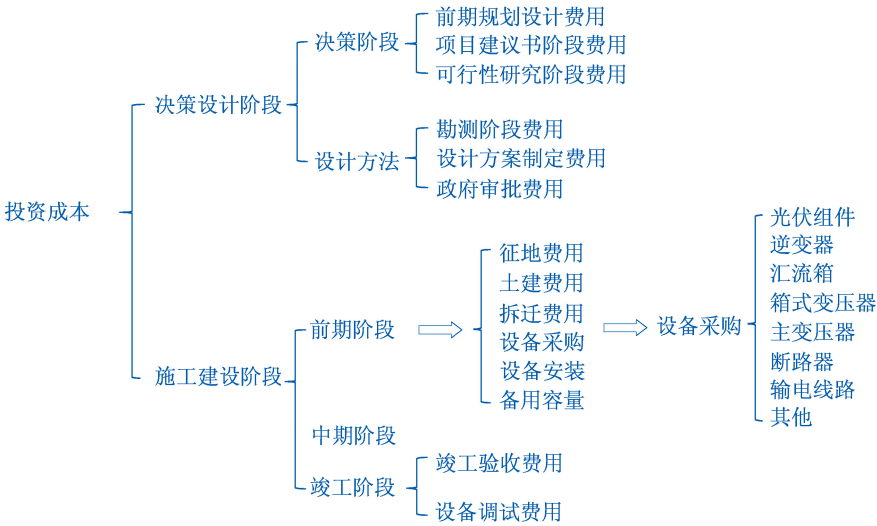 投资成本
决策设计阶段
决策阶段
前期规划设计费用
项目建议书阶段费用
可行性研究阶段费用
设计方法
勘测阶段费用
设计方案制定费用
政府审批费用
施工建设阶段
前期阶段
征地费用
土建费用
拆迁费用
设备采购
设备安装
备用容量
设备采购
光伏组件
逆变器
汇流箱
箱式变压器
主变压器
断路器
输电线路
其他
中期阶段
竣工阶段
竣工验收费用
设备调试费用